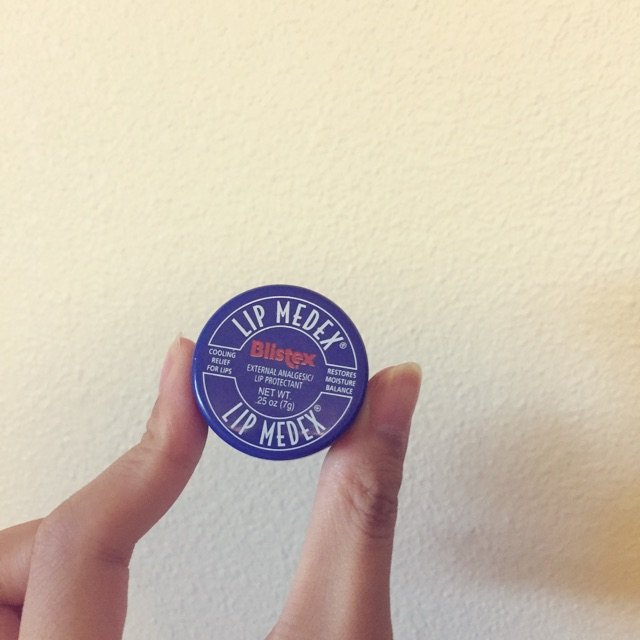 LIP MEDEX®
Blistex
COOLING
RELIEF
FOR LIPS
EXTERNAL ANALGESIC/
LIP PROTECTANT
RESTORES
MOISTURE
BALANCE
NET WT.
.25 oz (7g)
LIP MEDEX®